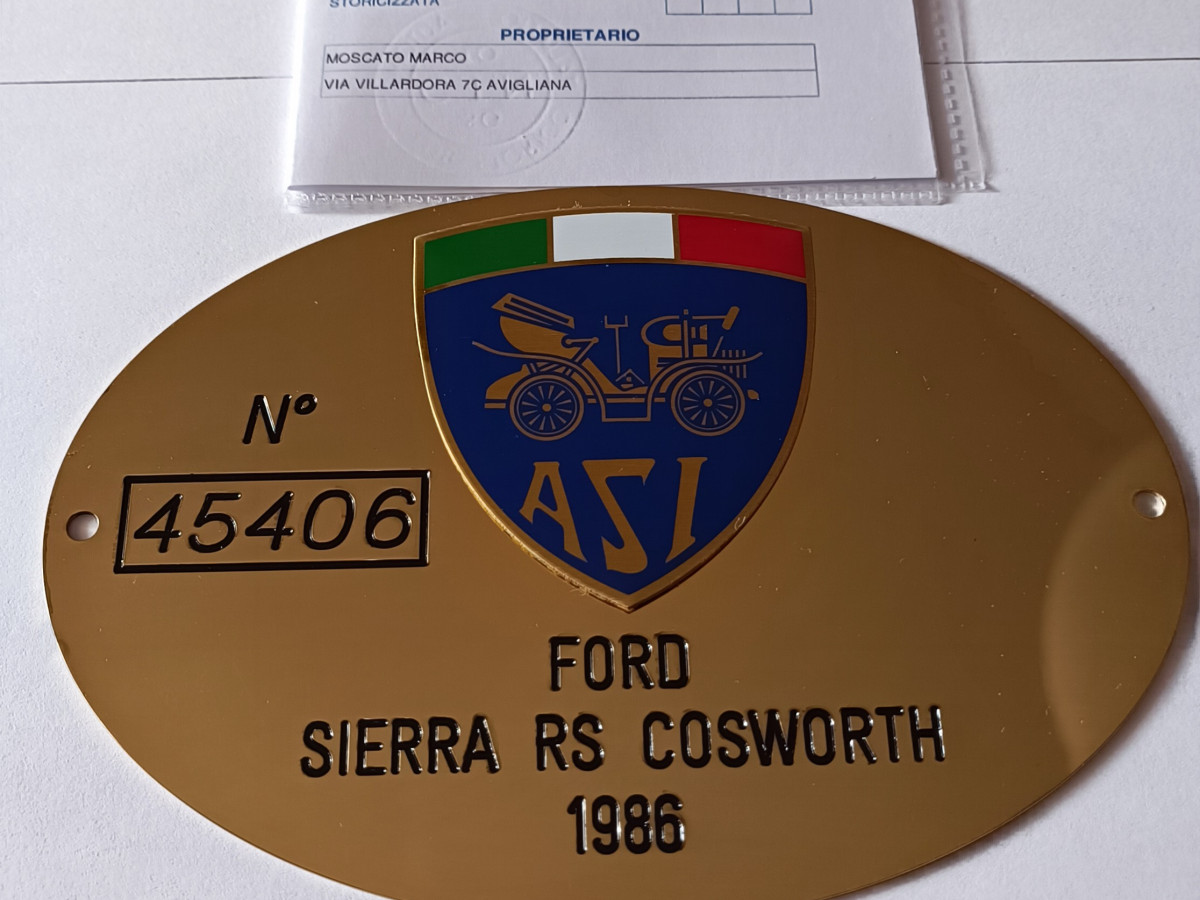 STORICIZZATA
PROPRIETARIO
MOSCATO MARCO
VIA VILLARDORA 7C AVIGLIANA
N°
45406
ASI
FORD
SIERRA RS COSWORTH
1986